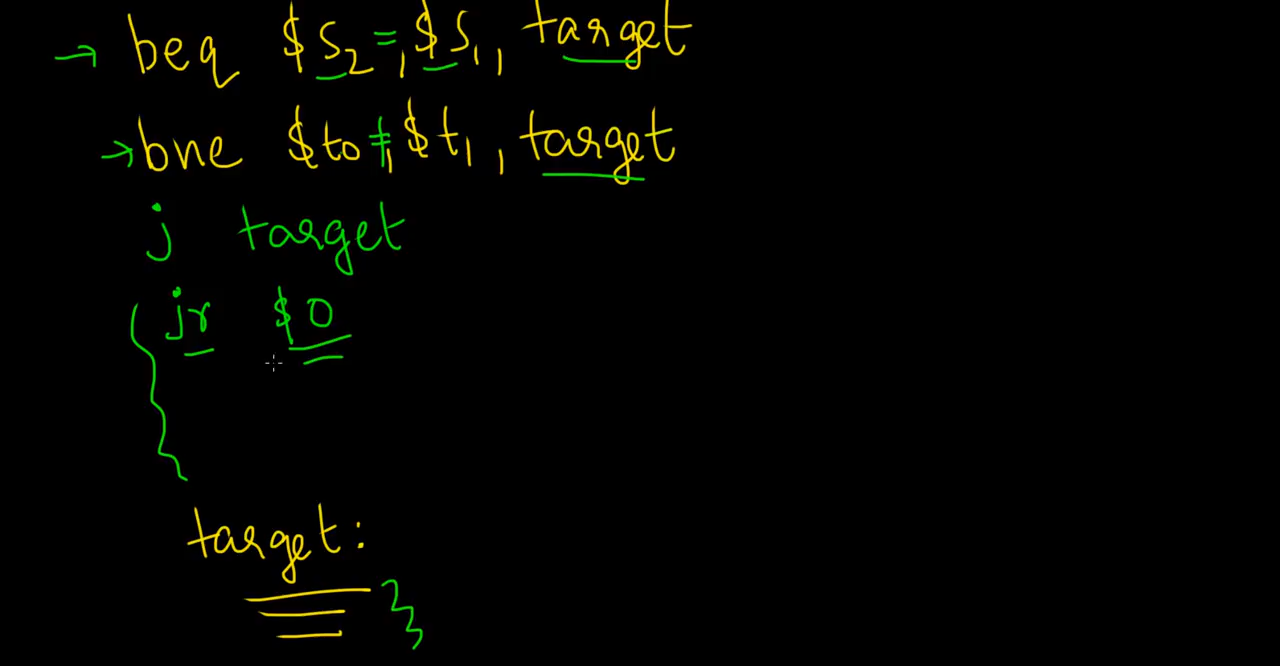 → beq $s2 =, $s1, target
→ bne $t0 ≠, $t1, target
j target
jr $0
target: